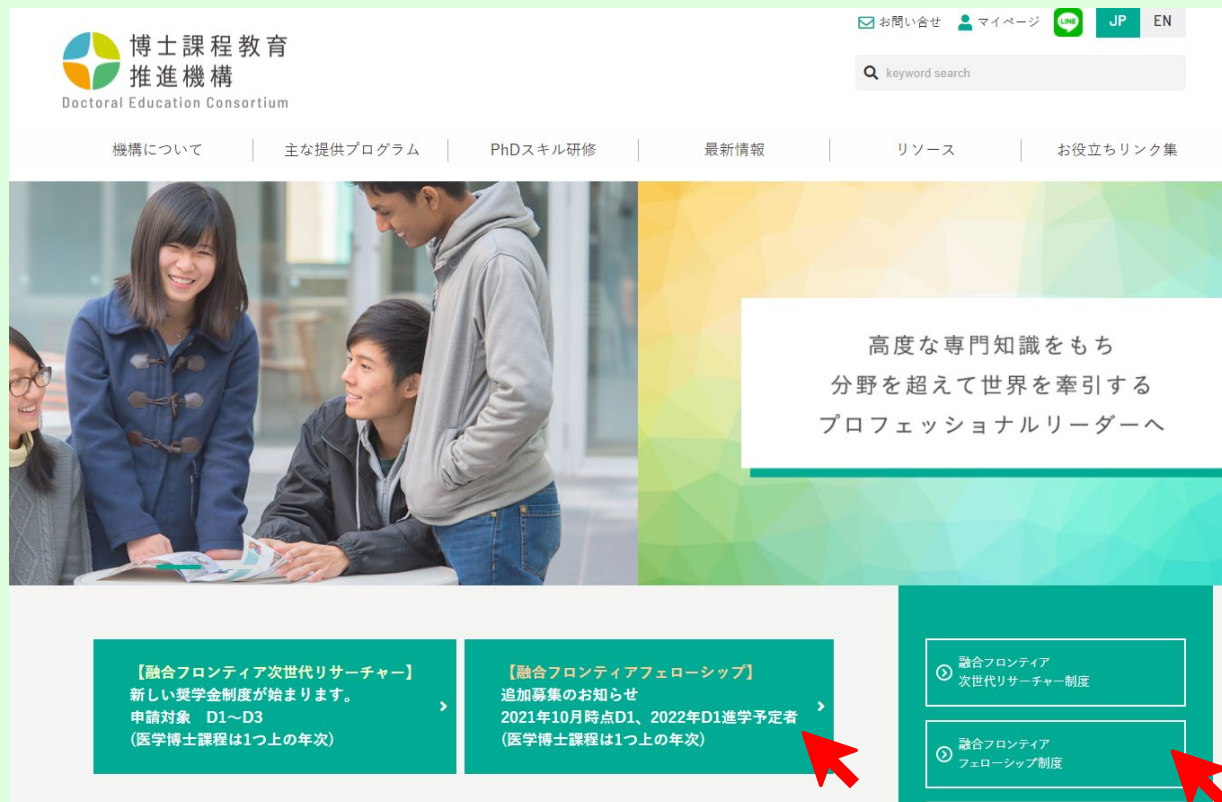 博士課程教育
推進機構
Doctoral Education Consortium
お問い合せ マイページ LINE JP EN
keyword search
機構について 主な提供プログラム PhDスキル研修 最新情報 リソース お役立ちリンク集
高度な専門知識をもち
分野を超えて世界を牽引する
プロフェッショナルリーダーへ
【融合フロンティア次世代リサーチャー】
新しい奨学金制度が始まります。
申請対象 D1～D3
(医学博士課程は1つ上の年次)
【融合フロンティアフェローシップ】
追加募集のお知らせ
2021年10月時点D1、2022年D1進学予定者
(医学博士課程は1つ上の年次)
融合フロンティア
次世代リサーチャー制度
融合フロンティア
フェローシップ制度